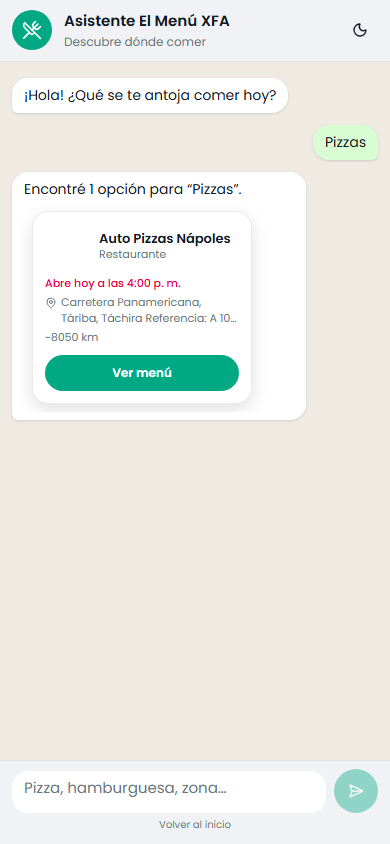 Asistente El Menú XFA
Descubre dónde comer
¡Hola! ¿Qué se te antoja comer hoy?
Pizzas
Encontré 1 opción para “Pizzas”.
Auto Pizzas Nápoles
Restaurante
Abre hoy a las 4:00 p. m.
Carretera Panamericana,
Táriba, Táchira Referencia: A 10…
~8050 km
Ver menú
Pizza, hamburguesa, zona…
Volver al inicio